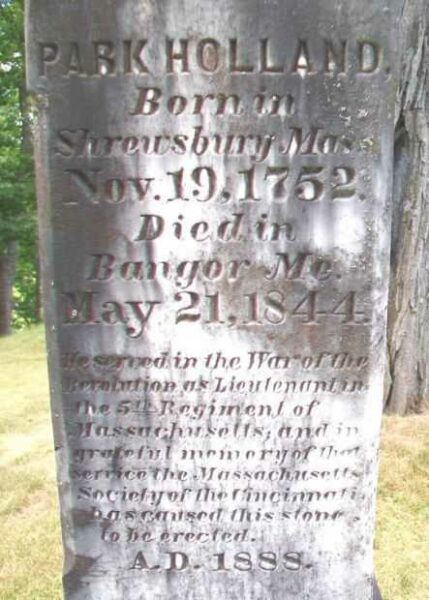 PARK HOLLAND,
Born in
Shrewsbury Mass
Nov. 19, 1752.
Died in
Bangor Me.
May 21, 1844.
He served in the War of the
Revolution as Lieutenant in
the 5th Regiment of
Massachusetts, and in
grateful memory of that
service the Massachusetts
Society of the Cincinnati
has caused this stone
to be erected.
A.D. 1888.